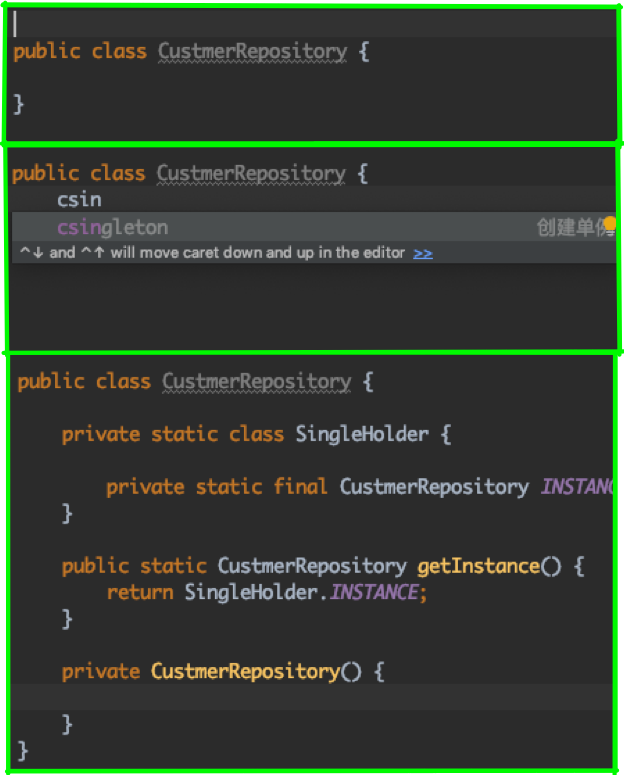 public class CustmerRepository {
}
public class CustmerRepository {
csin
csingleton 创建单例
^↓ and ^↑ will move caret down and up in the editor >>
public class CustmerRepository {
private static class SingleHolder {
private static final CustmerRepository INSTANC
}
public static CustmerRepository getInstance() {
return SingleHolder.INSTANCE;
}
private CustmerRepository() {
}
}